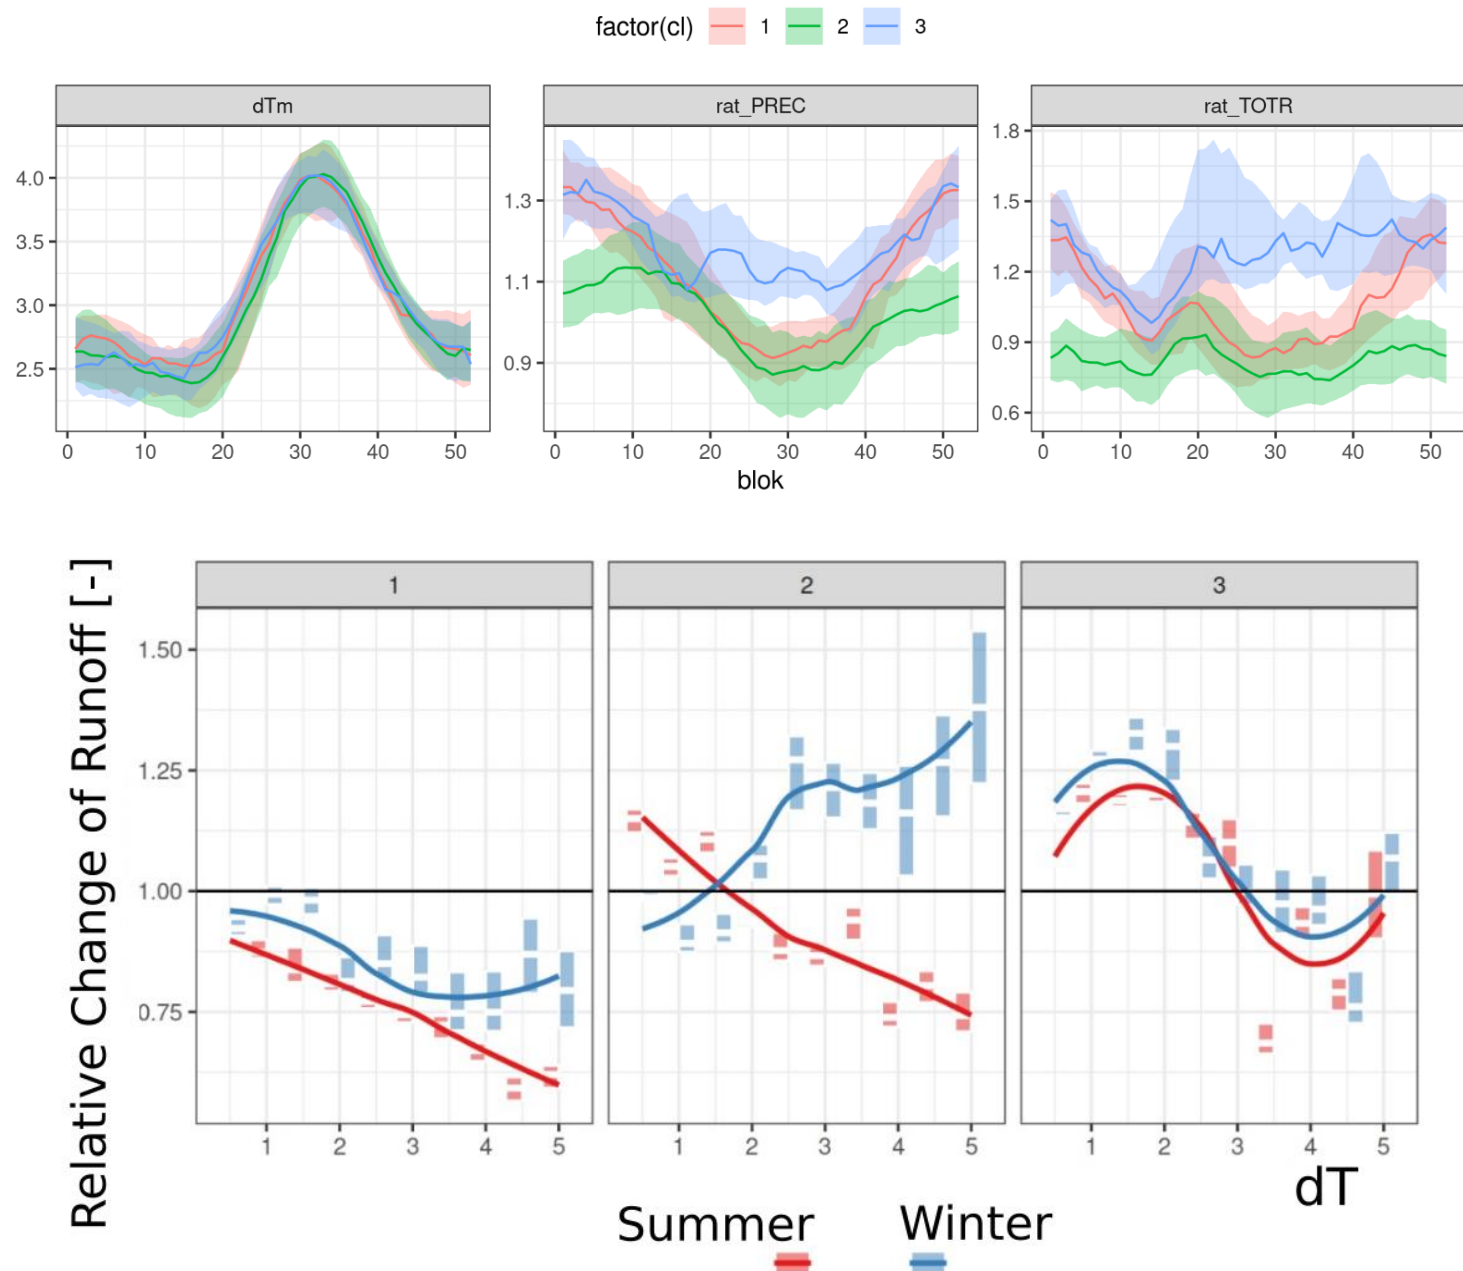 factor(cl) 1 2 3
dTm rat_PREC rat_TOTR
4.0
3.5
3.0
2.5
0 10 20 30 40 50
1.3
1.1
0.9
0 10 20 30 40 50
1.8
1.5
1.2
0.9
0.6
0 10 20 30 40 50
blok
Relative Change of Runoff [-]
1 2 3
1.50
1.25
1.00
0.75
1 2 3 4 5
1 2 3 4 5
1 2 3 4 5
dT
Summer Winter